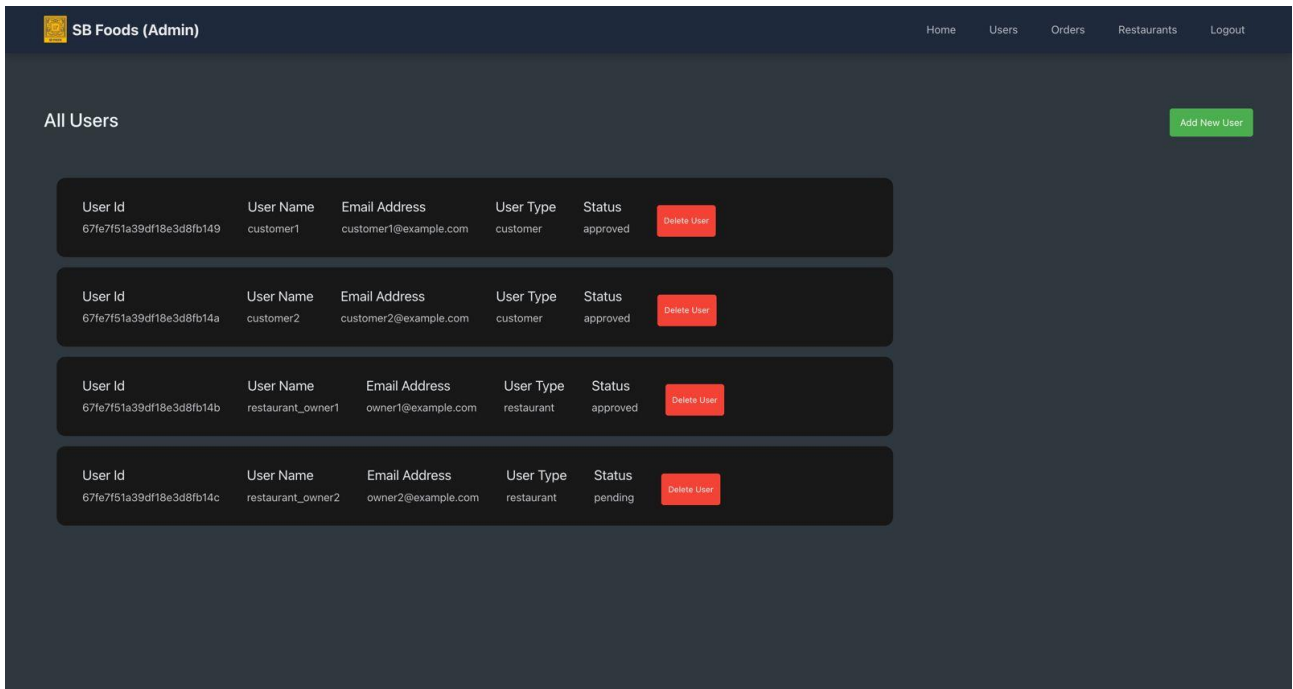 SB Foods (Admin) Home Users Orders Restaurants Logout
All Users Add New User
User Id User Name Email Address User Type Status
67fe7f51a39df18e3d8fb149 customer1 customer1@example.com customer approved Delete User
User Id User Name Email Address User Type Status
67fe7f51a39df18e3d8fb14a customer2 customer2@example.com customer approved Delete User
User Id User Name Email Address User Type Status
67fe7f51a39df18e3d8fb14b restaurant_owner1 owner1@example.com restaurant approved Delete User
User Id User Name Email Address User Type Status
67fe7f51a39df18e3d8fb14c restaurant_owner2 owner2@example.com restaurant pending Delete User